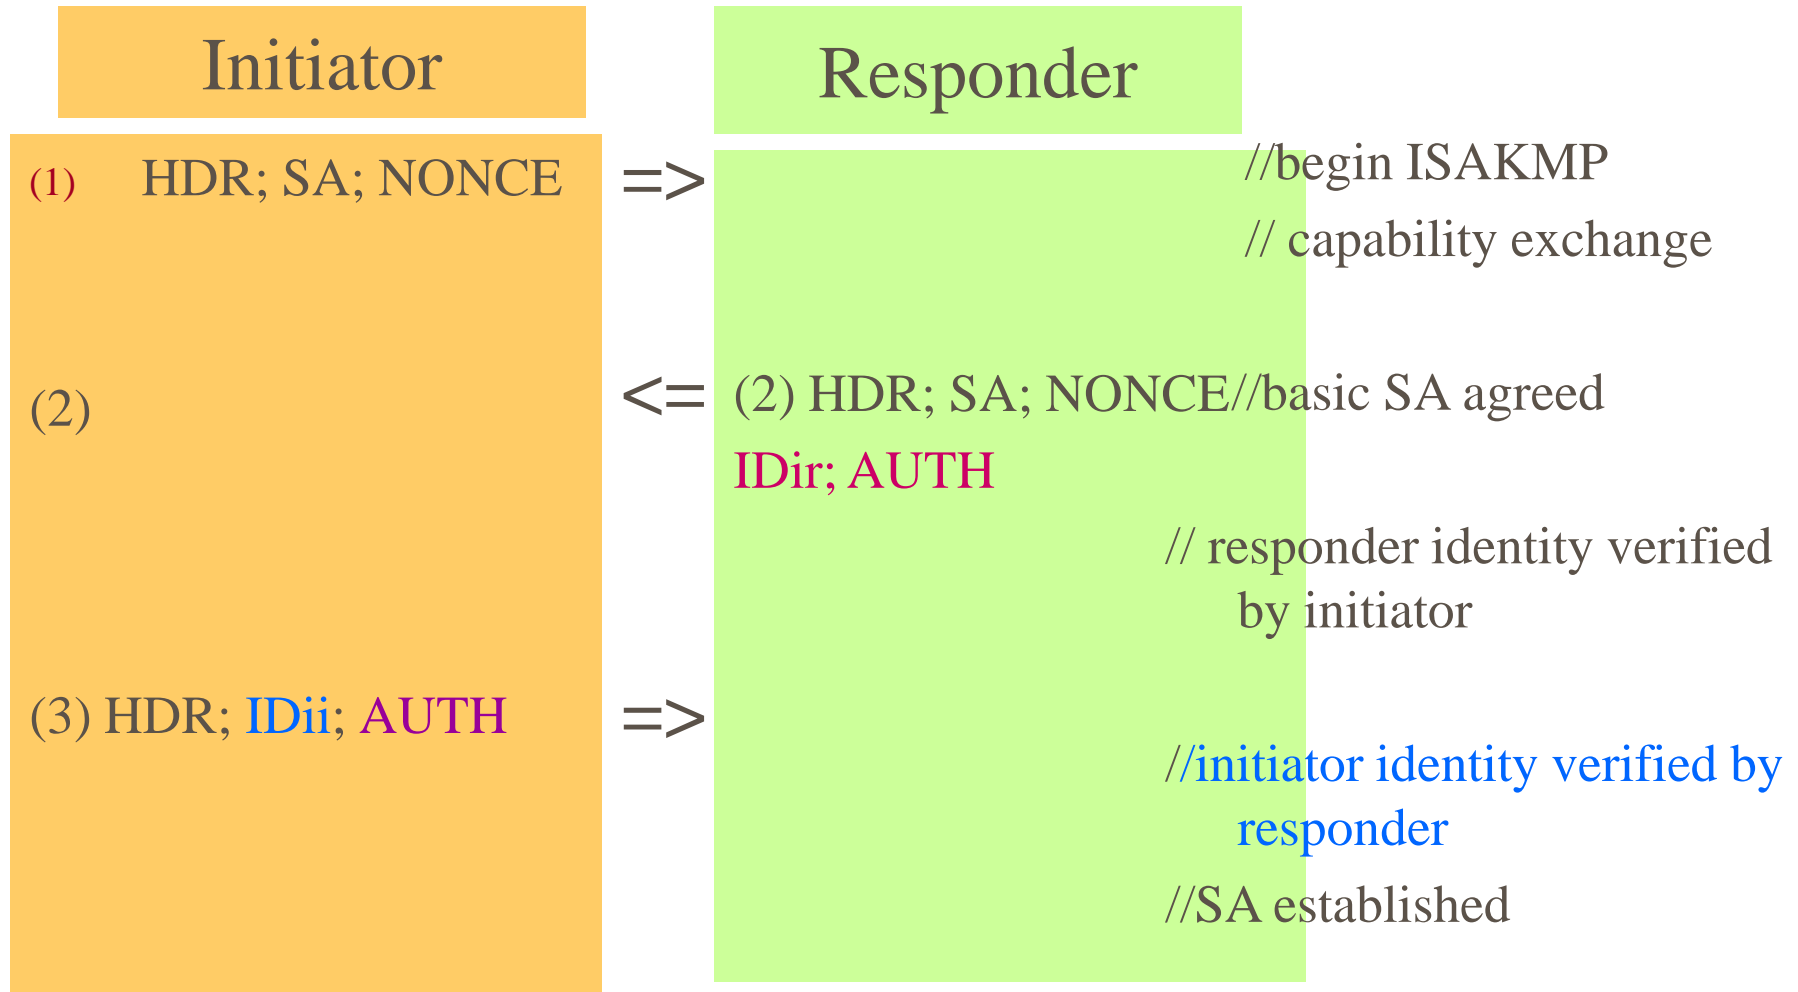 Initiator
Responder
(1) HDR; SA; NONCE => //begin ISAKMP
// capability exchange
(2) <= (2) HDR; SA; NONCE//basic SA agreed
IDir; AUTH
// responder identity verified
by initiator
(3) HDR; IDii; AUTH =>
//initiator identity verified by
responder
//SA established